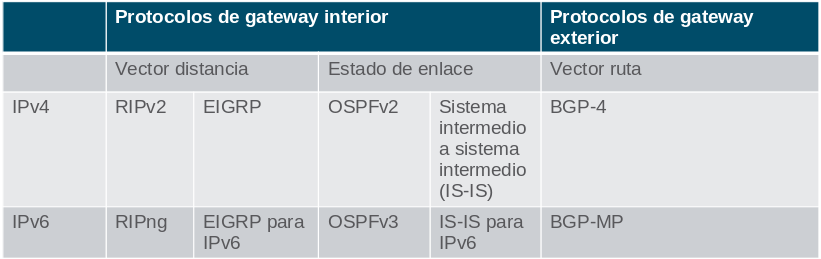 Protocolos de gateway interior
Protocolos de gateway
exterior
Vector distancia
Estado de enlace
Vector ruta
IPv4
RIPv2
EIGRP
OSPFv2
Sistema
intermedio
a sistema
intermedio
(IS-IS)
BGP-4
IPv6
RIPng
EIGRP para
IPv6
OSPFv3
IS-IS para
IPv6
BGP-MP